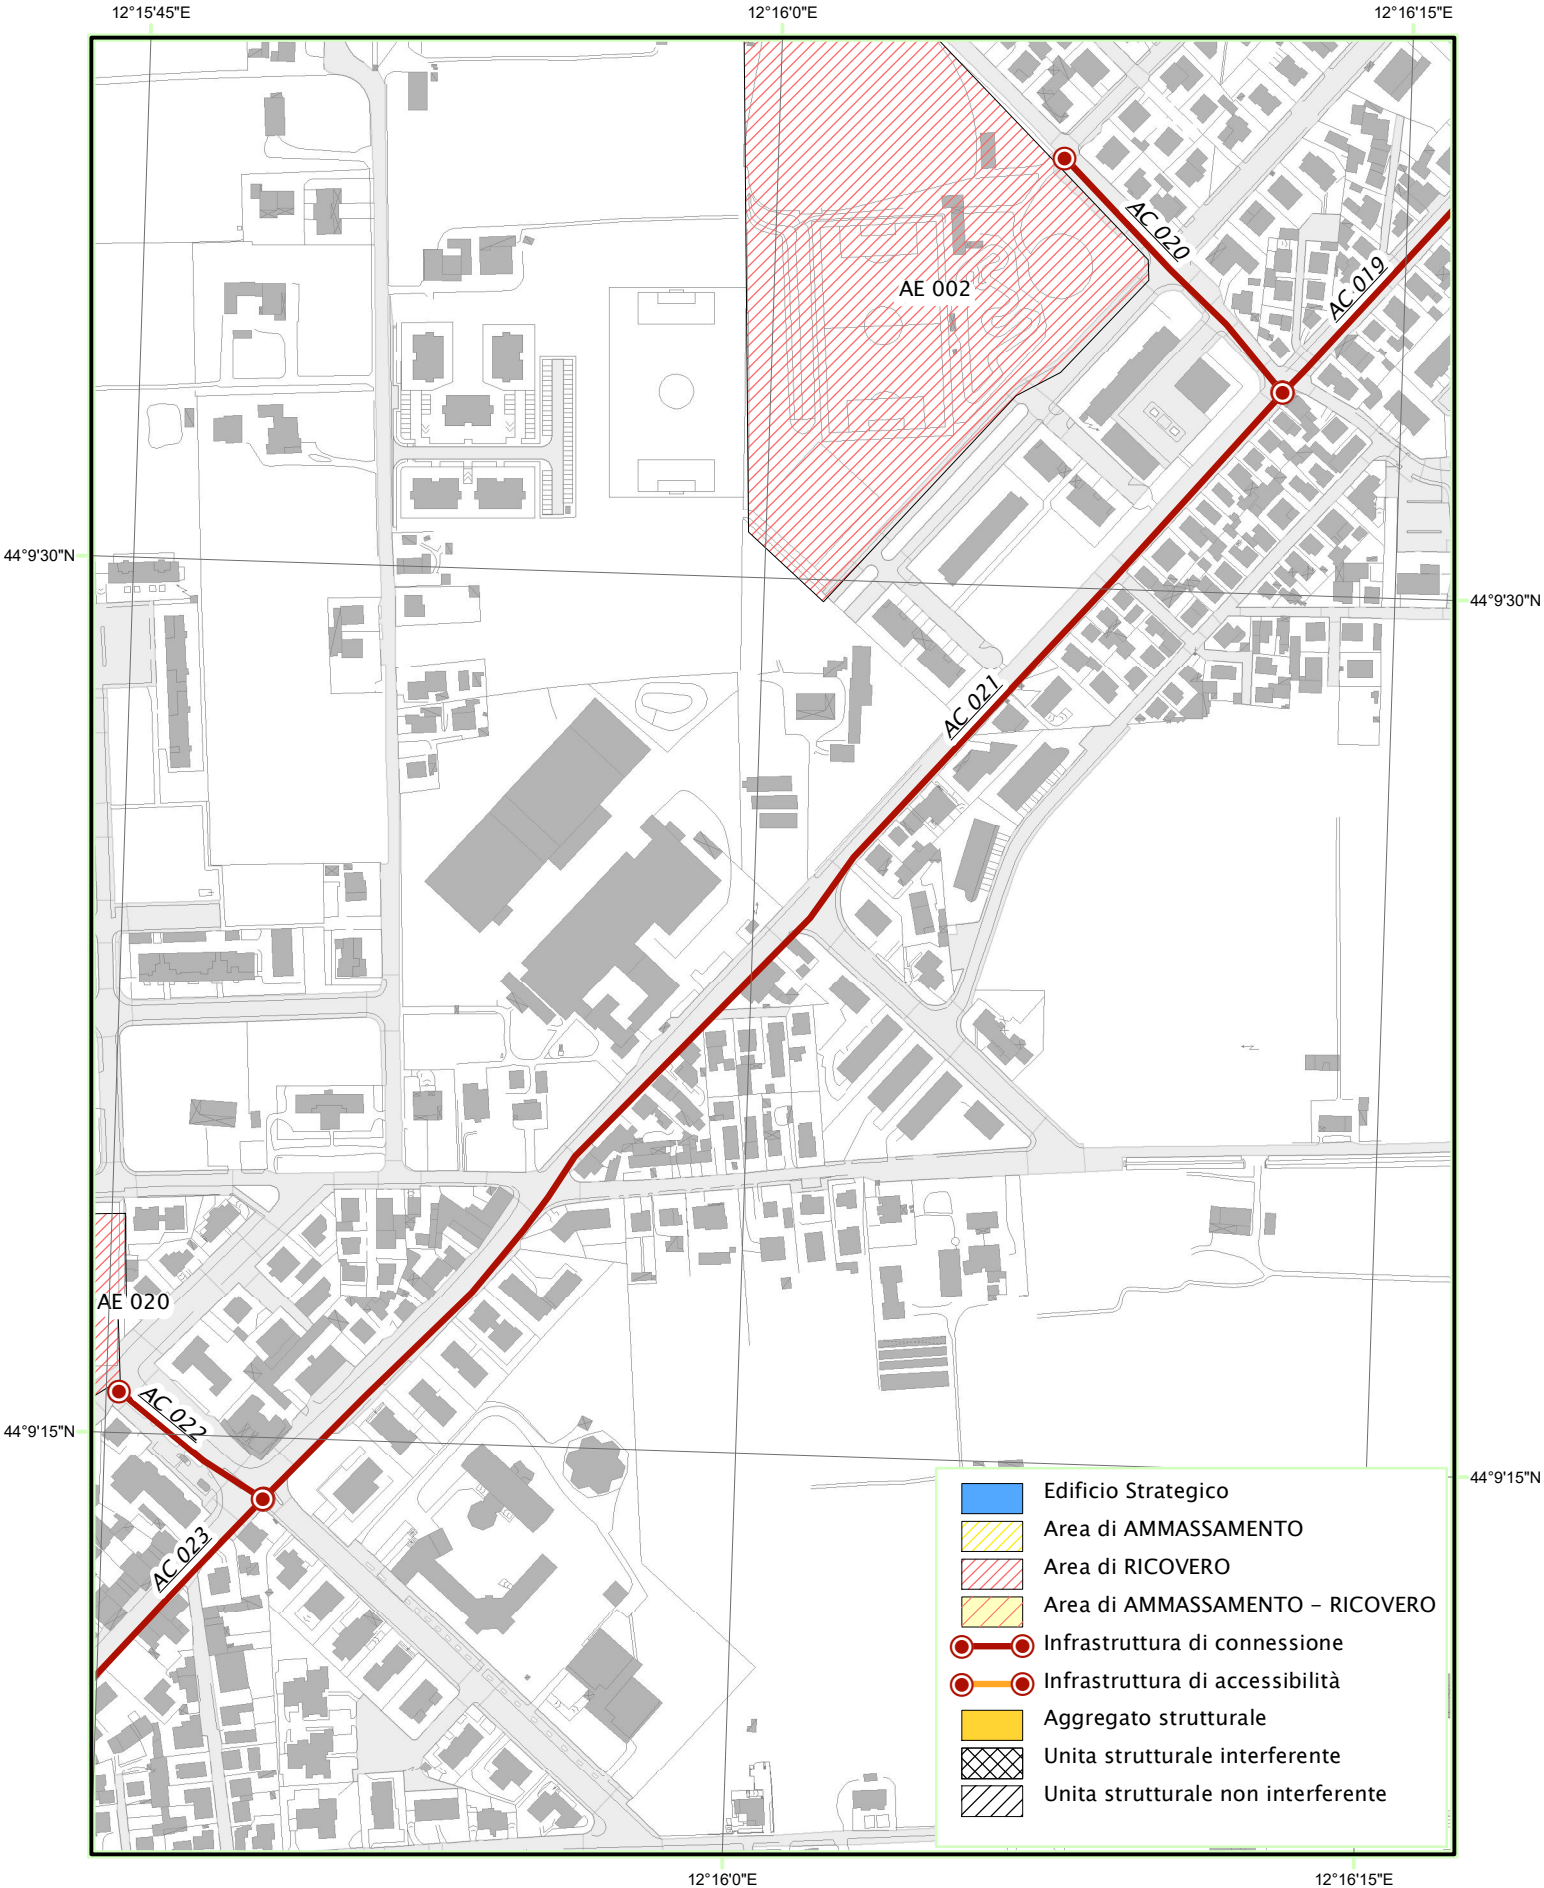 12°15'45"E
12°16'0"E
12°16'15"E
AC 020
AC 019
AE 002
44°9'30"N
44°9'30"N
AC 021
AE 020
AC 022
44°9'15"N
44°9'15"N
AC 023
Edificio Strategico
Area di AMMASSAMENTO
Area di RICOVERO
Area di AMMASSAMENTO - RICOVERO
Infrastruttura di connessione
Infrastruttura di accessibilità
Aggregato strutturale
Unita strutturale interferente
Unita strutturale non interferente
12°16'0"E
12°16'15"E